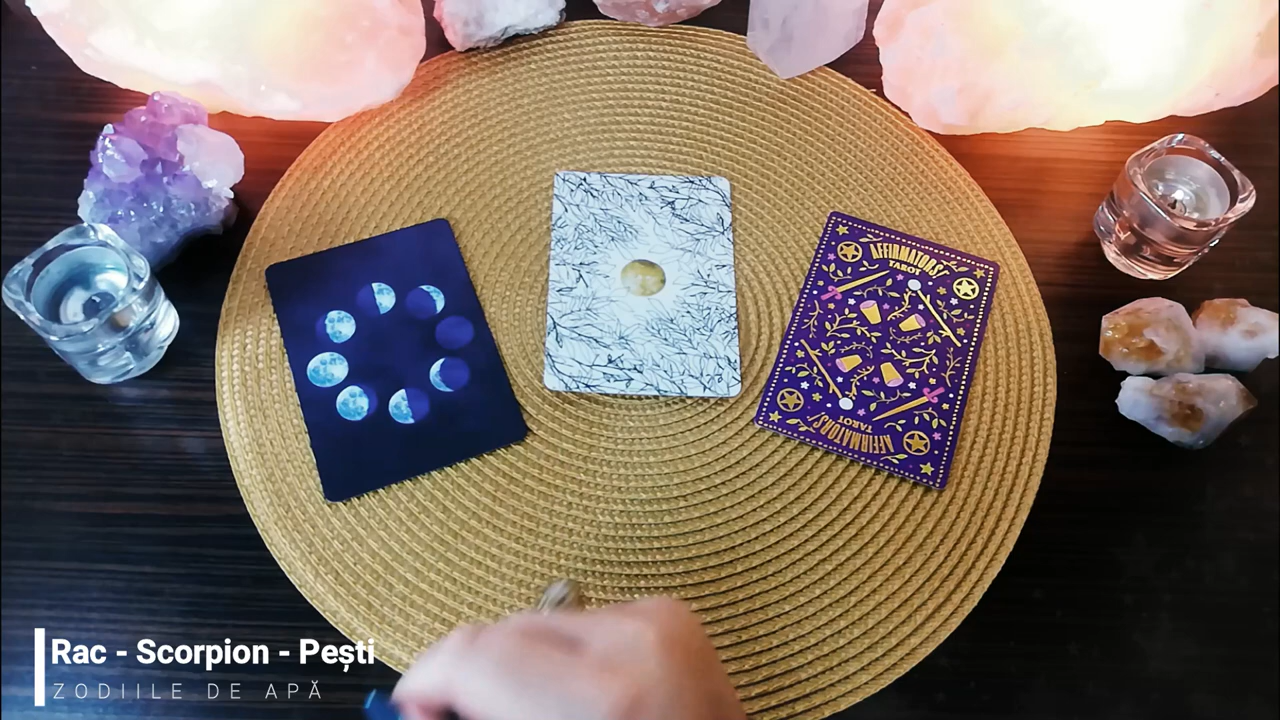 AFFIRMATORS!
TAROT
AFFIRMATORS!
TAROT
Rac - Scorpion - Pești
ZODIILE DE APĂ